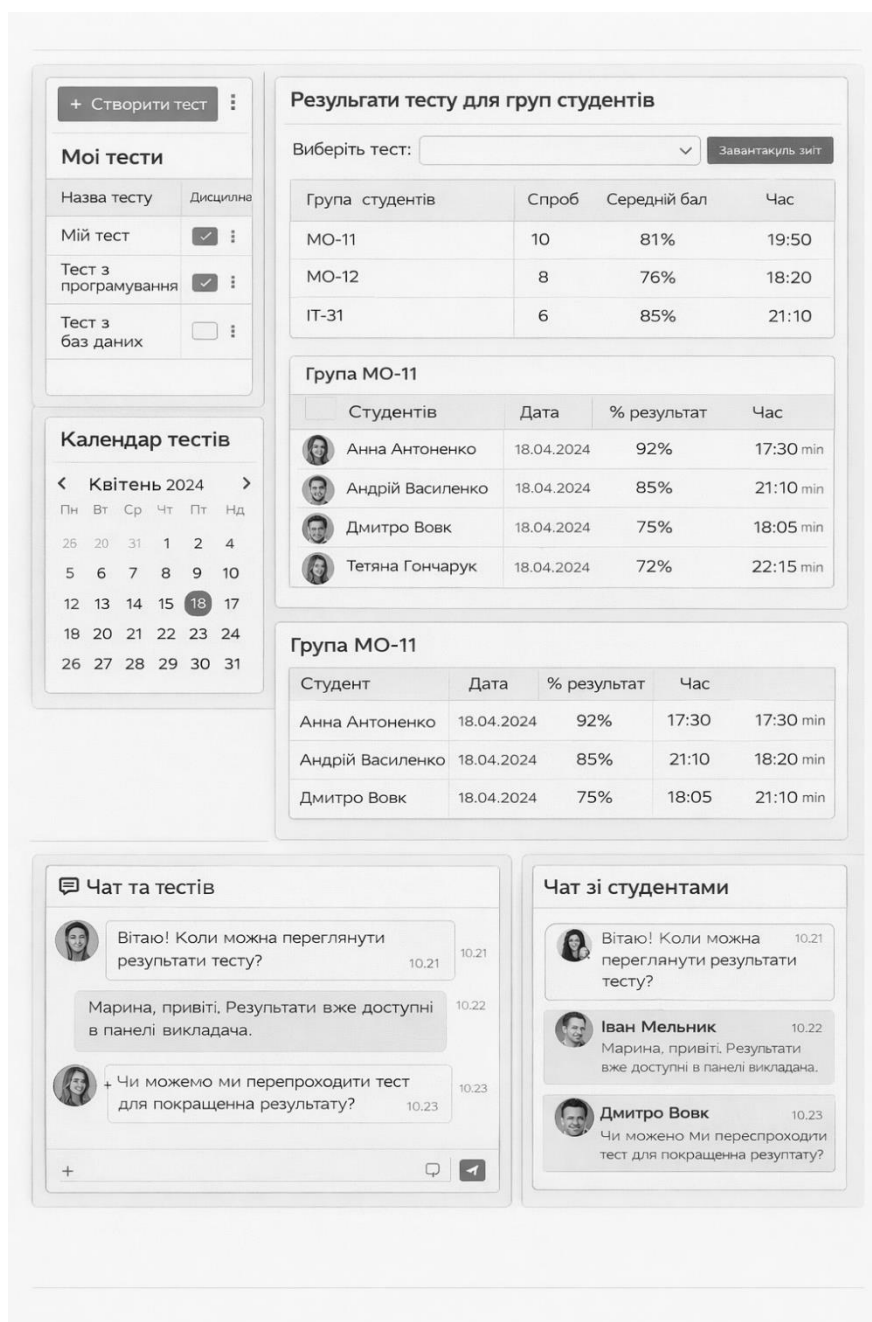 + Створити тест
Мої тести
Назва тесту Дисцилна
Мій тест
Тест з
програмування
Тест з
баз даних
Календар тестів
Квітень 2024
Пн Вт Ср Чт Пт Нд
26 20 31 1 2 4
5 6 7 8 9 10
12 13 14 15 18 17
18 20 21 22 23 24
26 27 28 29 30 31
Результати тесту для груп студентів
Виберіть тест: Завантакуль зиіт
Група студентів Спроб Середній бал Час
МО-11 10 81% 19:50
МО-12 8 76% 18:20
ІТ-31 6 85% 21:10
Група МО-11
Студентів Дата % результат Час
Анна Антоненко 18.04.2024 92% 17:30 min
Андрій Василенко 18.04.2024 85% 21:10 min
Дмитро Вовк 18.04.2024 75% 18:05 min
Тетяна Гончарук 18.04.2024 72% 22:15 min
Група МО-11
Студент Дата % результат Час
Анна Антоненко 18.04.2024 92% 17:30 17:30 min
Андрій Василенко 18.04.2024 85% 21:10 18:20 min
Дмитро Вовк 18.04.2024 75% 18:05 21:10 min
Чат та тестів
Вітаю! Коли можна переглянути
результати тесту? 10.21 10.21
Марина, привіті. Результати вже доступні 10.22
в панелі викладача.
+ Чи можемо ми перепроходити тест 10.23
для покращенна результату? 10.23
+
Чат зі студентами
Вітаю! Коли можна 10.21
переглянути результати
тесту?
Іван Мельник 10.22
Марина, привіті. Результати
вже доступні в панелі викладача.
Дмитро Вовк 10.23
Чи можено Ми переспроходити
тест для покращенна резуптату?